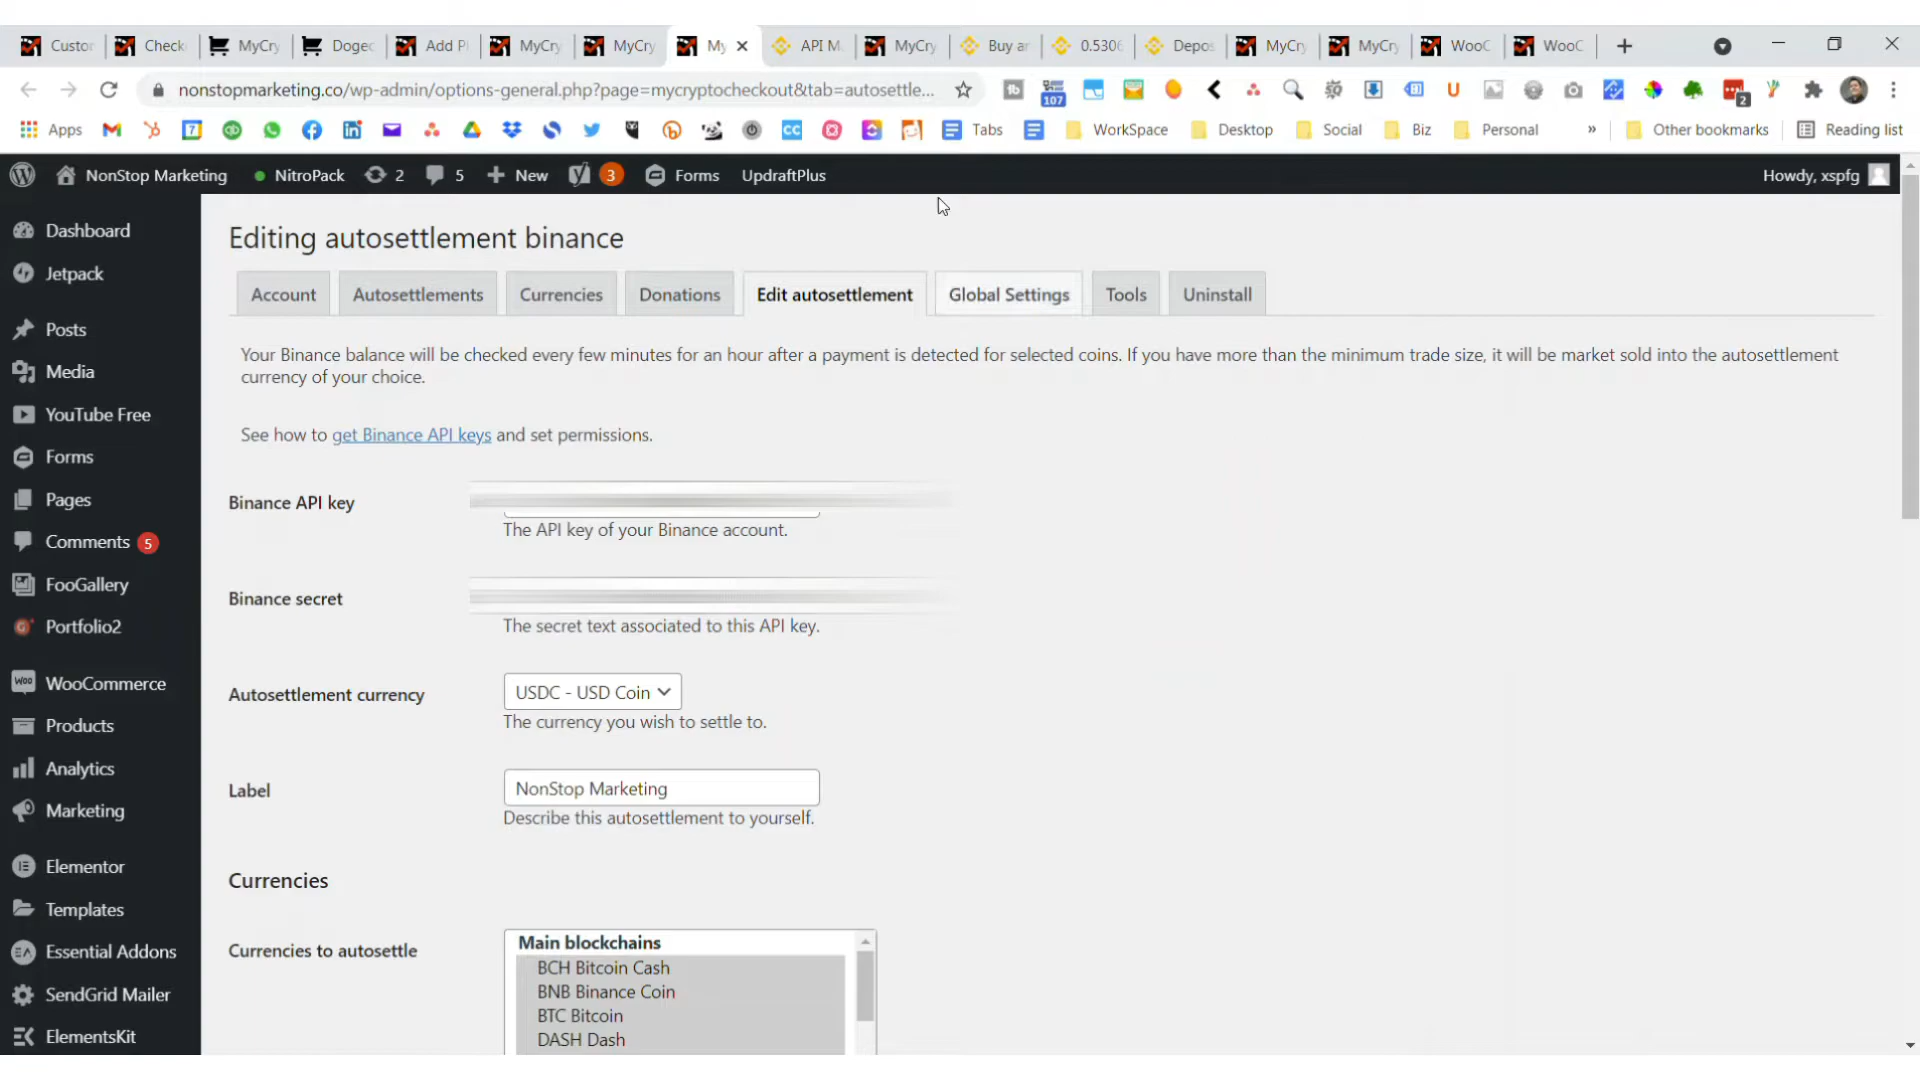 Custor
Check
MyCry
Dogec
Add Pl
MyCry
MyCry
My
API M
MyCry
Buy ar
0.5306
Depos
MyCry
MyCry
WooC
WooC
nonstopmarketing.co/wp-admin/options-general.php?page=mycryptocheckout&tab=autosettle...
107
2
Apps
Tabs
WorkSpace
Desktop
Social
Biz
Personal
»
Other bookmarks
Reading list
NonStop Marketing
NitroPack
2
5
New
3
Forms
UpdraftPlus
Howdy, xspfg
Dashboard
Jetpack
Posts
Media
YouTube Free
Forms
Pages
Comments 5
FooGallery
Portfolio2
WooCommerce
Products
Analytics
Marketing
Elementor
Templates
Essential Addons
SendGrid Mailer
ElementsKit
Editing autosettlement binance
Account
Autosettlements
Currencies
Donations
Edit autosettlement
Global Settings
Tools
Uninstall
Your Binance balance will be checked every few minutes for an hour after a payment is detected for selected coins. If you have more than the minimum trade size, it will be market sold into the autosettlement
currency of your choice.
See how to get Binance API keys and set permissions.
Binance API key
The API key of your Binance account.
Binance secret
The secret text associated to this API key.
Autosettlement currency
USDC - USD Coin
The currency you wish to settle to.
Label
NonStop Marketing
Describe this autosettlement to yourself.
Currencies
Currencies to autosettle
Main blockchains
BCH Bitcoin Cash
BNB Binance Coin
BTC Bitcoin
DASH Dash